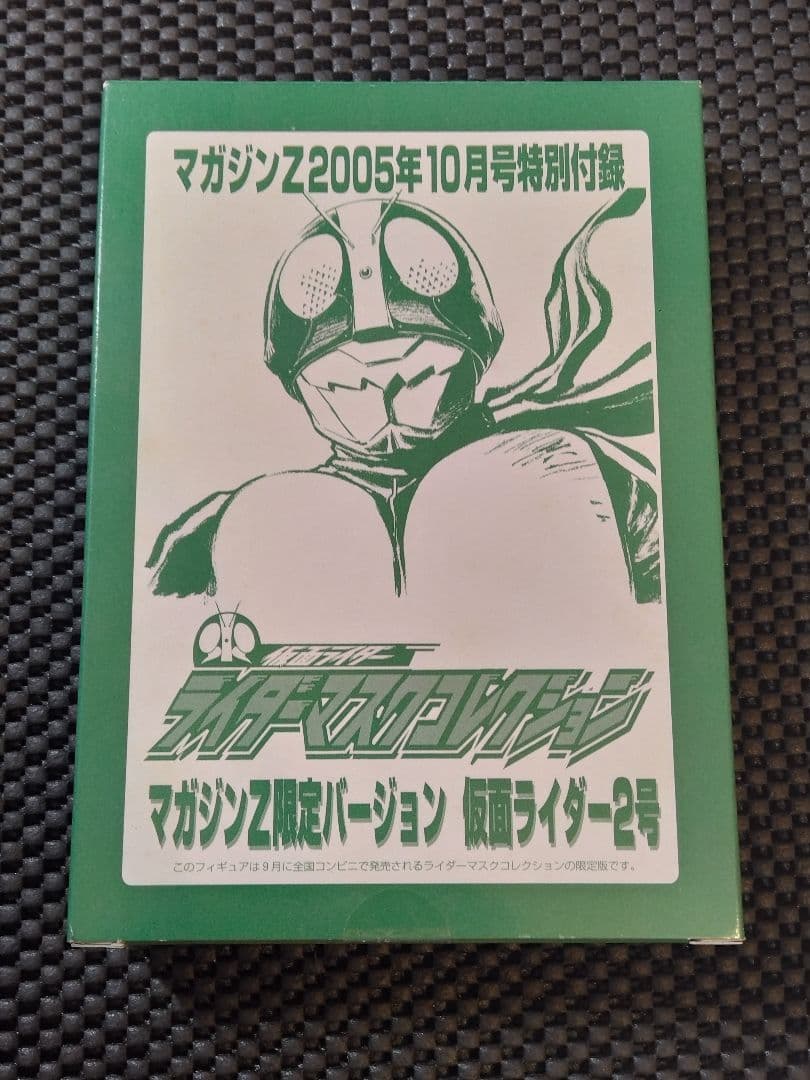 マガジンZ2005年10月号特別付録
仮面ライダー
ライダーマスクコレクション
マガジンZ限定バージョン 仮面ライダー2号
このフィギュアは9月に全国コンビニで発売されるライダーマスクコレクションの限定版です。